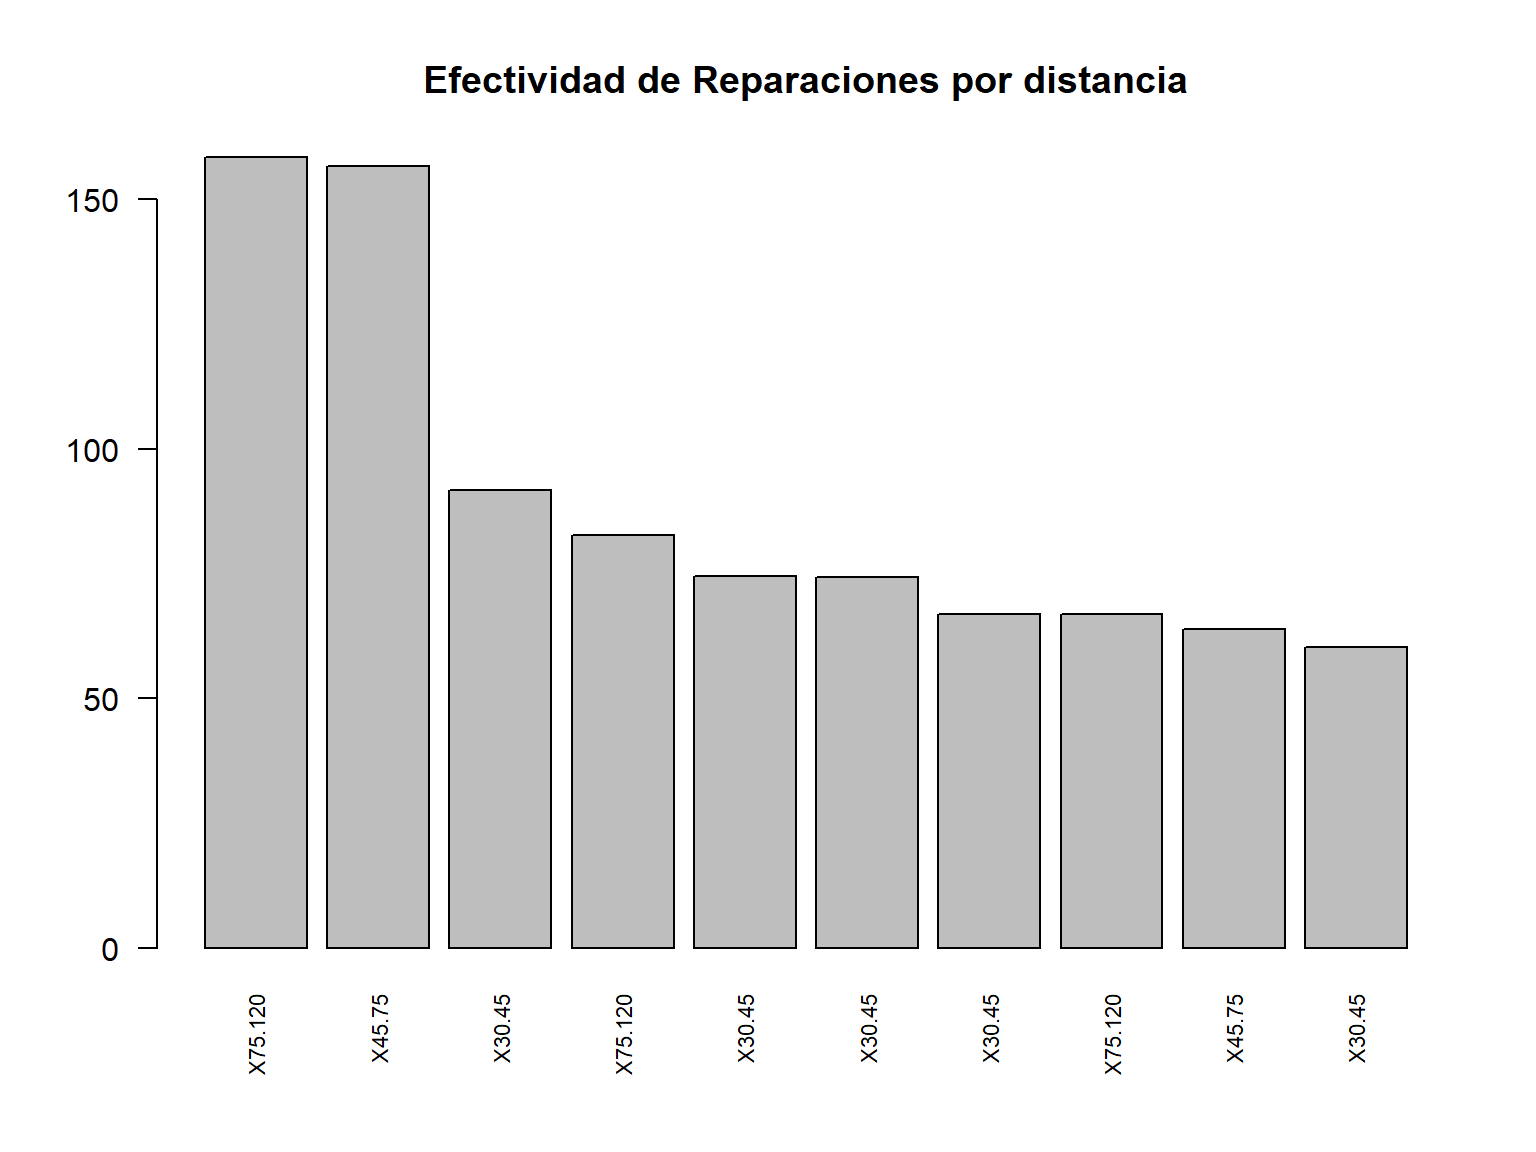 Efectividad de Reparaciones por distancia
150
100
50
0
X75.120
X45.75
X30.45
X75.120
X30.45
X30.45
X30.45
X75.120
X45.75
X30.45